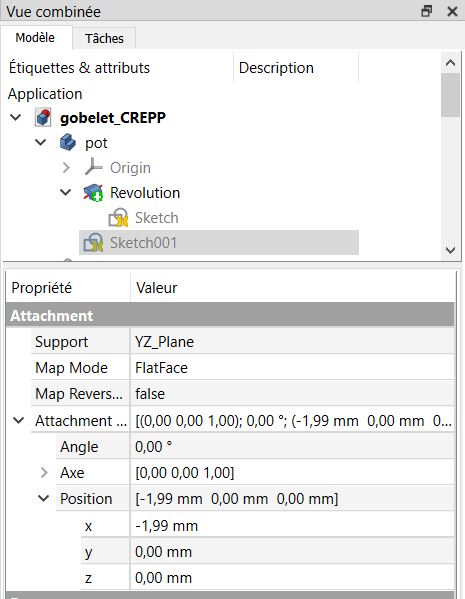 Vue combinée
Modèle Tâches
Étiquettes & attributs Description
Application
gobelet_CREPP
pot
Origin
Revolution
Sketch
Sketch001
Propriété Valeur
Attachment
Support YZ_Plane
Map Mode FlatFace
Map Revers... false
Attachment ... [(0,00 0,00 1,00); 0,00 °; (-1,99 mm 0,00 mm 0...
Angle 0,00 °
Axe [0,00 0,00 1,00]
Position [-1,99 mm 0,00 mm 0,00 mm]
x -1,99 mm
y 0,00 mm
z 0,00 mm